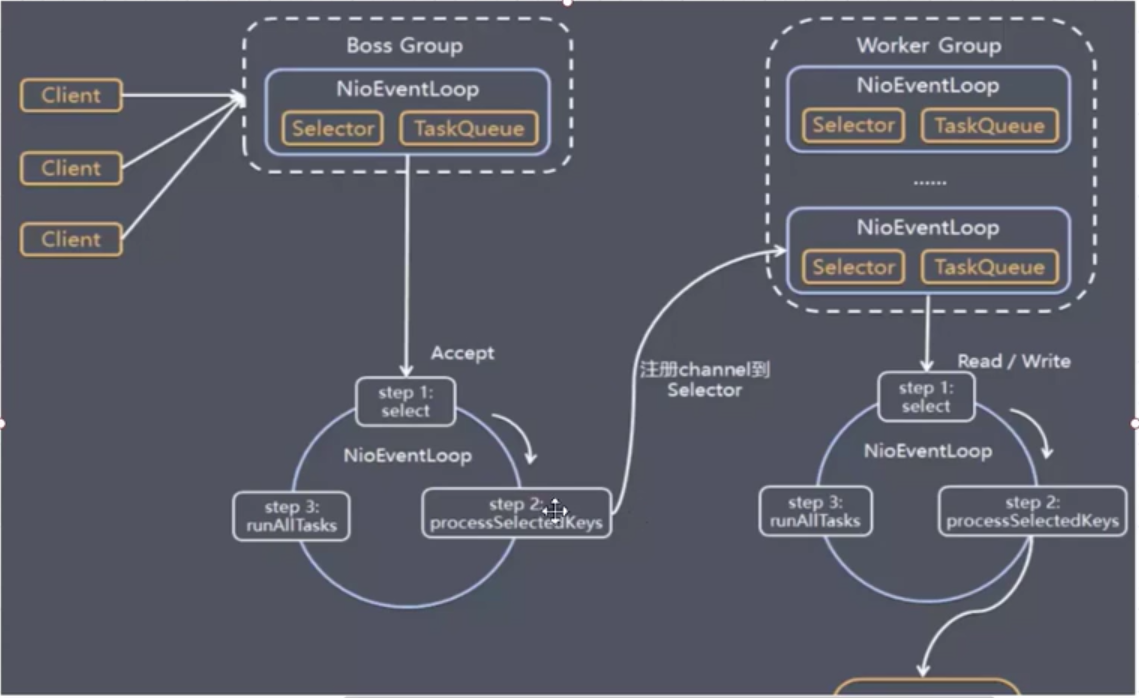 Boss Group
NioEventLoop
Selector
TaskQueue
Client
Client
Client
Accept
step 1:
select
NioEventLoop
step 2:
processSelectedKeys
step 3:
runAllTasks
注册channel到
Selector
Worker Group
NioEventLoop
Selector
TaskQueue
......
NioEventLoop
Selector
TaskQueue
Read / Write
step 1:
select
NioEventLoop
step 2:
processSelectedKeys
step 3:
runAllTasks